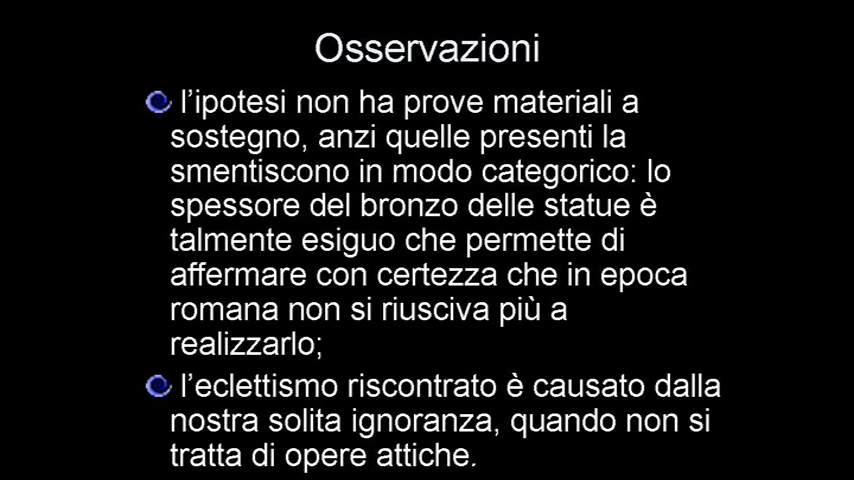 Osservazioni
l’ipotesi non ha prove materiali a
sostegno, anzi quelle presenti la
smentiscono in modo categorico: lo
spessore del bronzo delle statue è
talmente esiguo che permette di
affermare con certezza che in epoca
romana non si riusciva più a
realizzarlo;
l’eclettismo riscontrato è causato dalla
nostra solita ignoranza, quando non si
tratta di opere attiche.